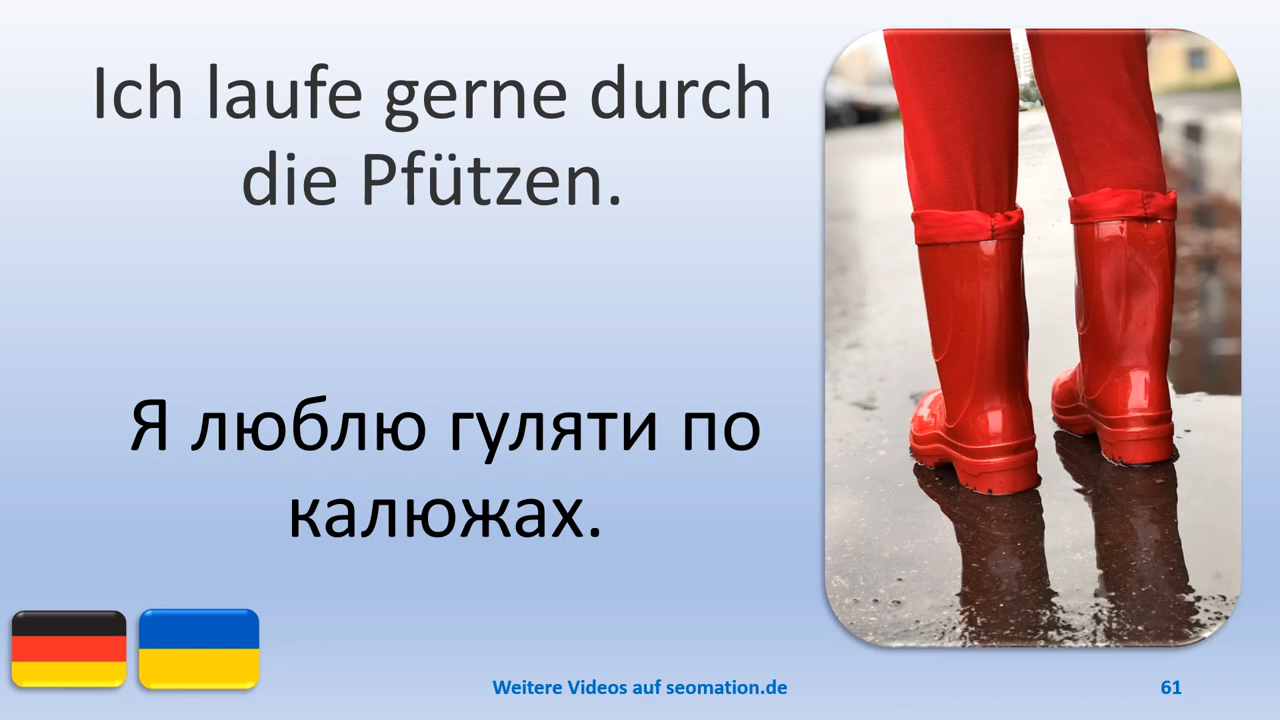 Ich laufe gerne durch
die Pfützen.
Я люблю гуляти по
калюжах.
Weitere Videos auf seomation.de
61